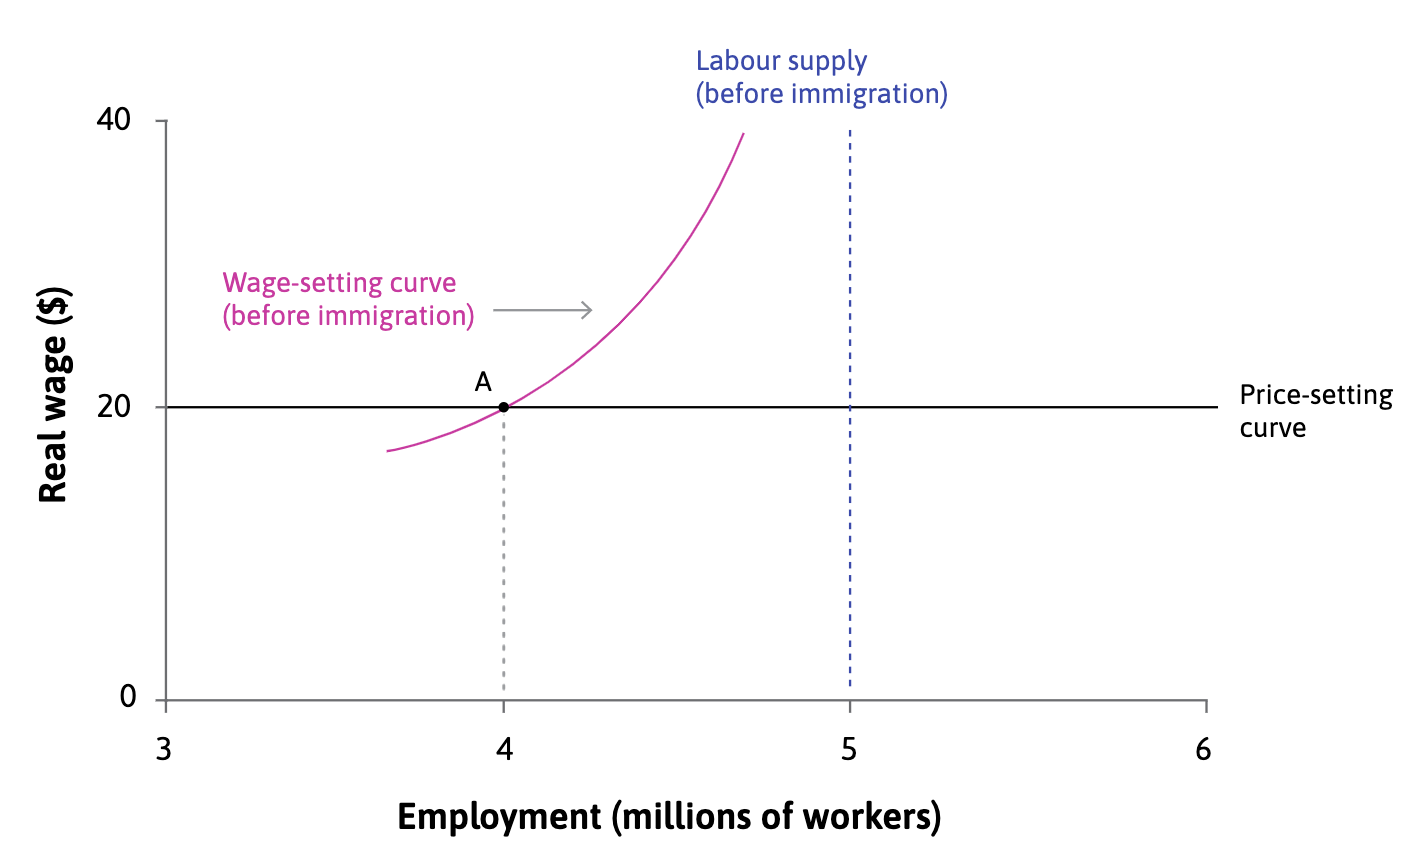 Labour supply
(before immigration)
40
Wage-setting curve
(before immigration)
A
20
Price-setting
curve
Real wage ($)
0
3
4
5
6
Employment (millions of workers)